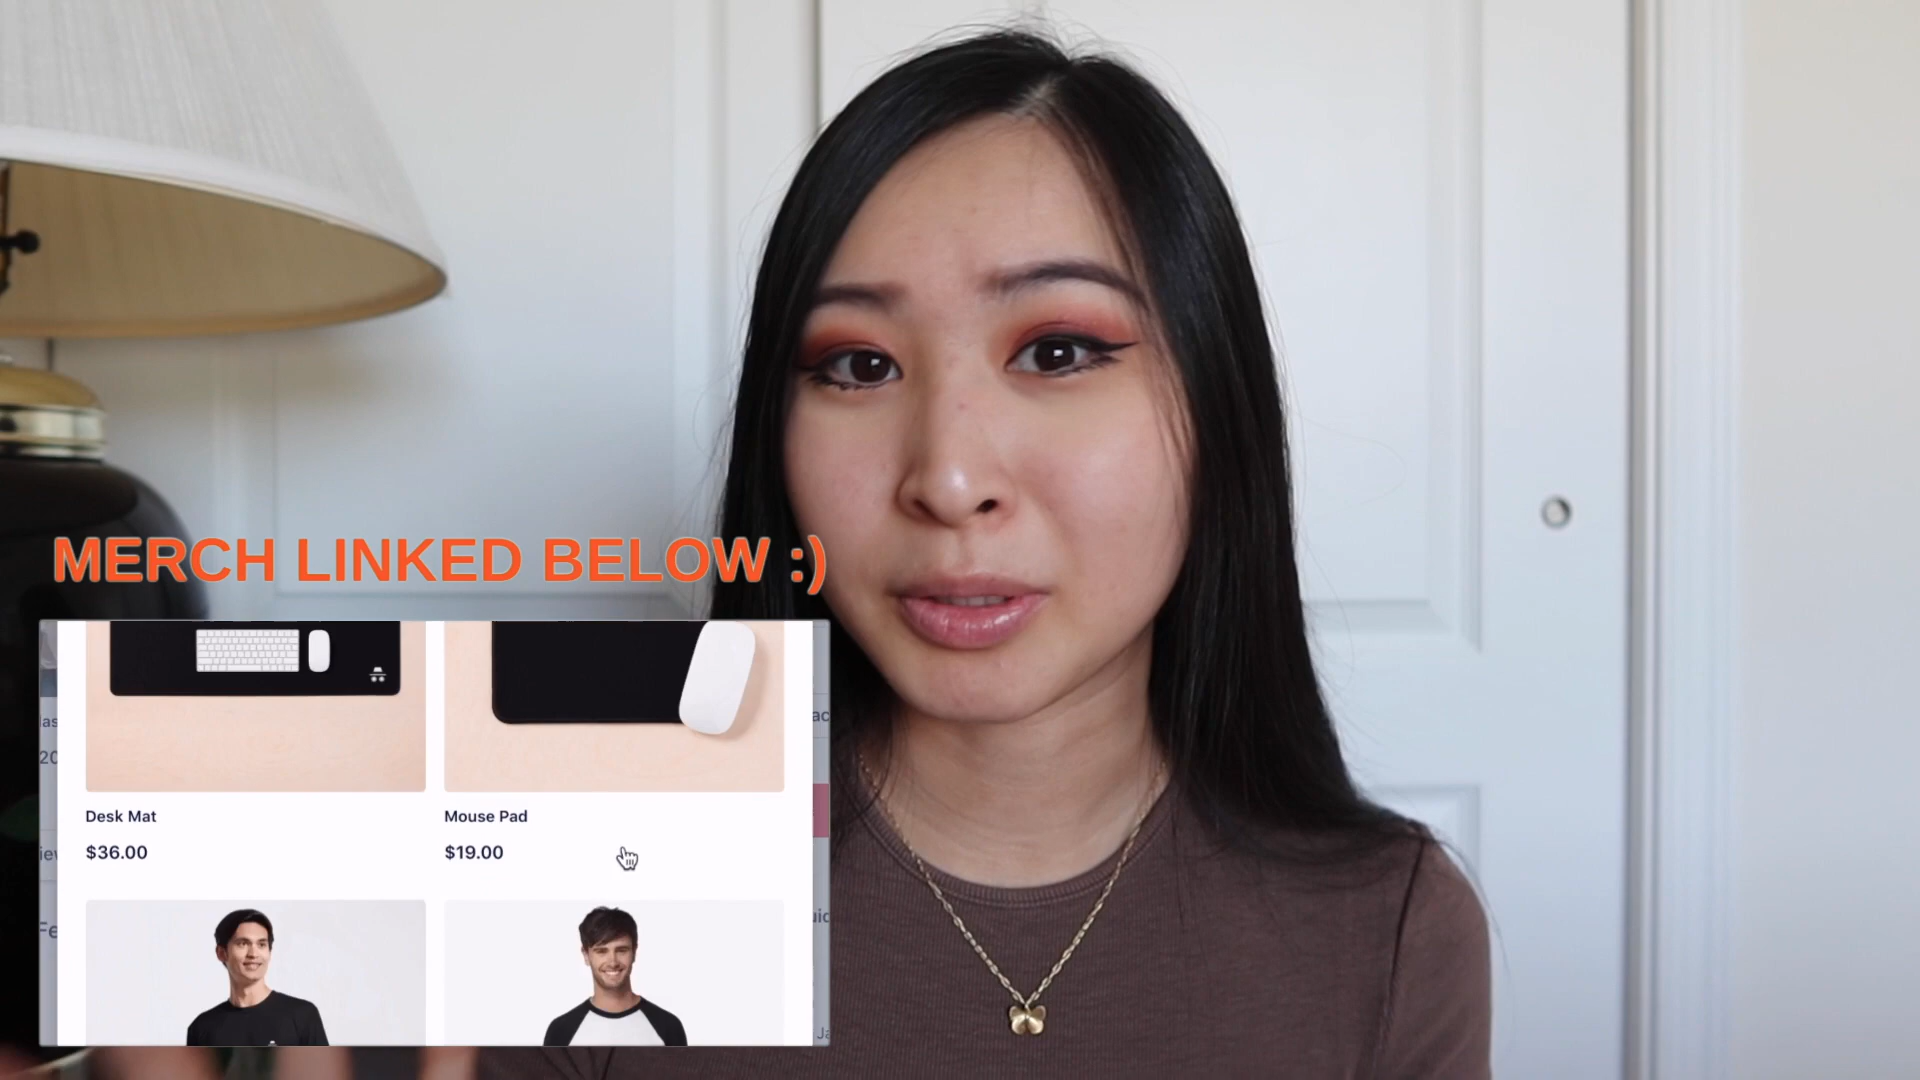 MERCH LINKED BELOW :)
Desk Mat
Mouse Pad
$36.00
$19.00